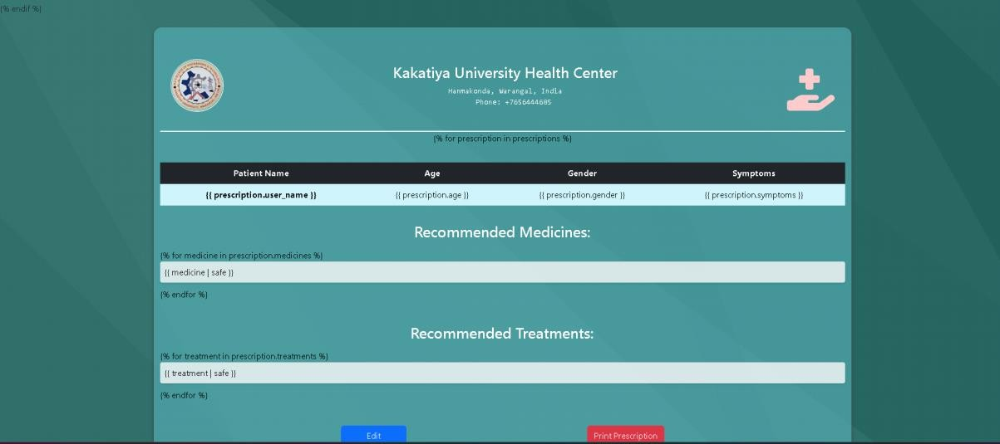 {% endif %}
Kakatiya University Health Center
Hanmakonda, Warangal, India
Phone: +7656444605
{% for prescription in prescriptions %}
Patient Name Age Gender Symptoms
{{ prescription.user_name }} {{ prescription.age }} {{ prescription.gender }} {{ prescription.symptoms }}
Recommended Medicines:
{% for medicine in prescription.medicines %}
{{ medicine | safe }}
{% endfor %}
Recommended Treatments:
{% for treatment in prescription.treatments %}
{{ treatment | safe }}
{% endfor %}
Edit Print Prescription